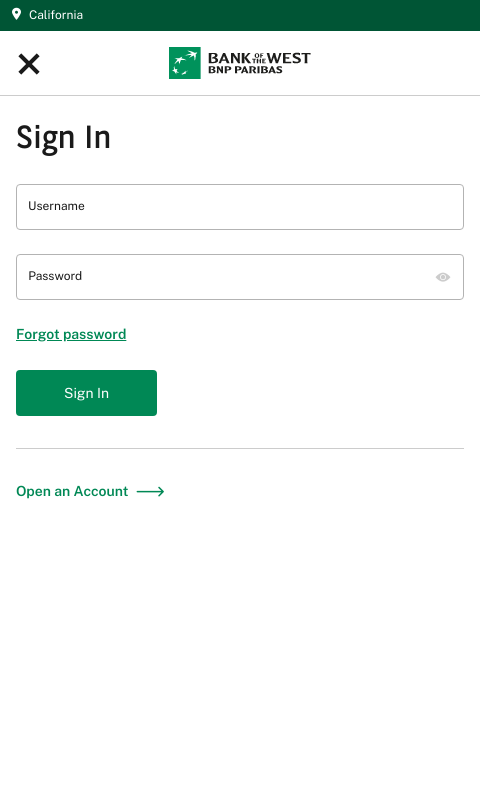 California
BANK OF THE WEST
BNP PARIBAS
Sign In
Username
Password
Forgot password
Sign In
Open an Account